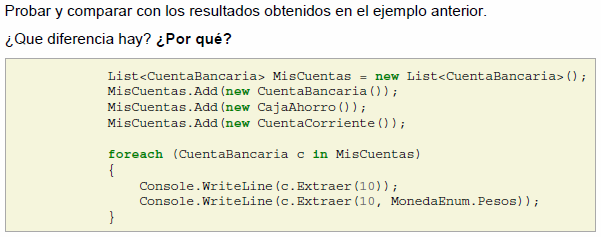 Probar y comparar con los resultados obtenidos en el ejemplo anterior.
¿Que diferencia hay? ¿Por qué?
List<CuentaBancaria> MisCuentas = new List<CuentaBancaria>();
MisCuentas.Add(new CuentaBancaria());
MisCuentas.Add(new CajaAhorro());
MisCuentas.Add(new CuentaCorriente());
foreach (CuentaBancaria c in MisCuentas)
{
Console.WriteLine(c.Extraer(10));
Console.WriteLine(c.Extraer(10, MonedaEnum.Pesos));
}